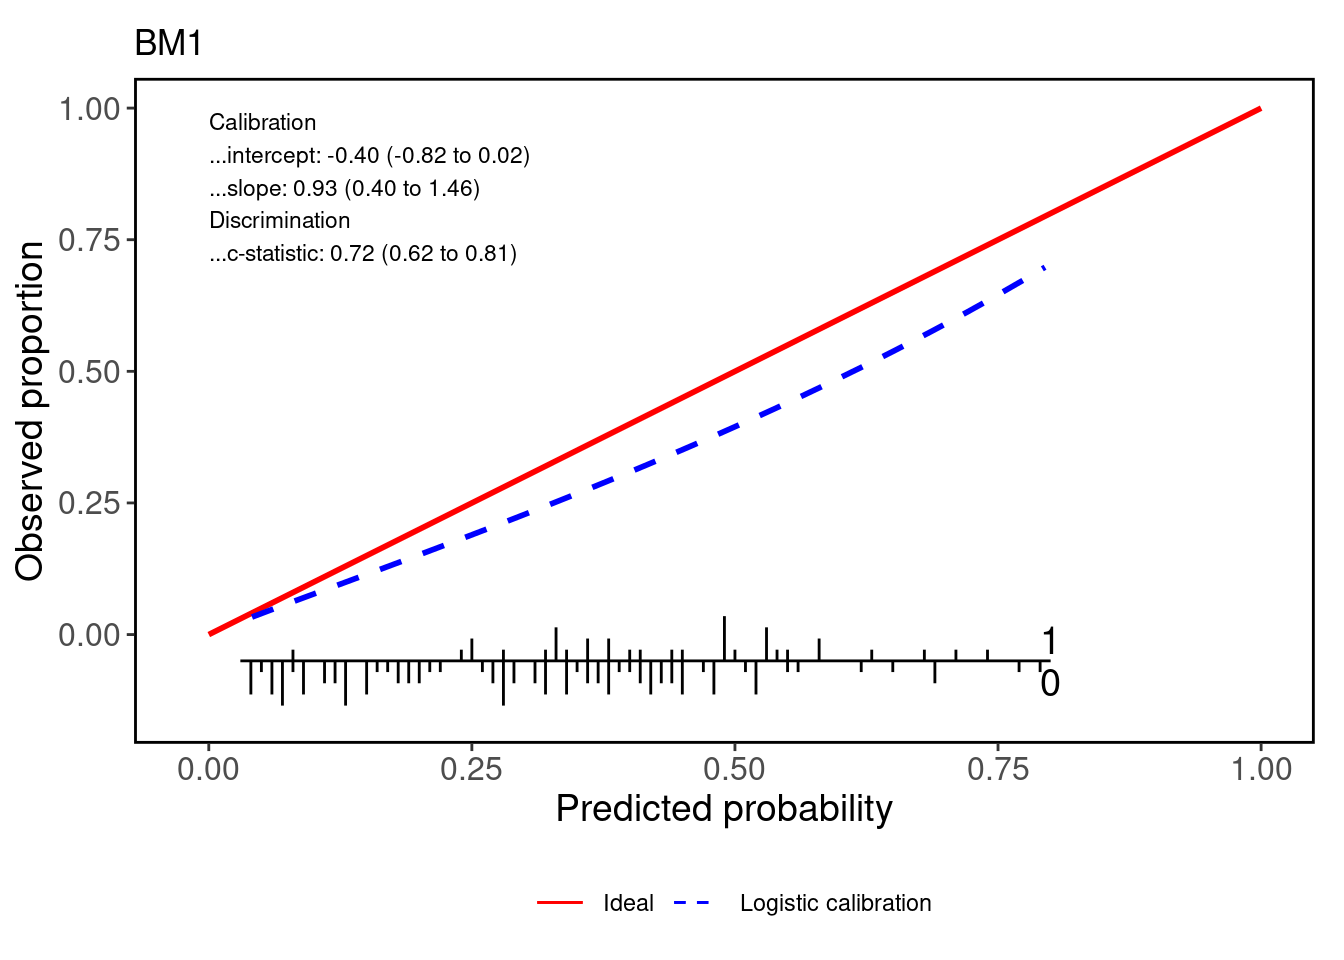 BM1
Calibration
...intercept: -0.40 (-0.82 to 0.02)
...slope: 0.93 (0.40 to 1.46)
Discrimination
...c-statistic: 0.72 (0.62 to 0.81)
Observed proportion
1.00
0.75
0.50
0.25
0.00
1
0
0.00 0.25 0.50 0.75 1.00
Predicted probability
Ideal Logistic calibration